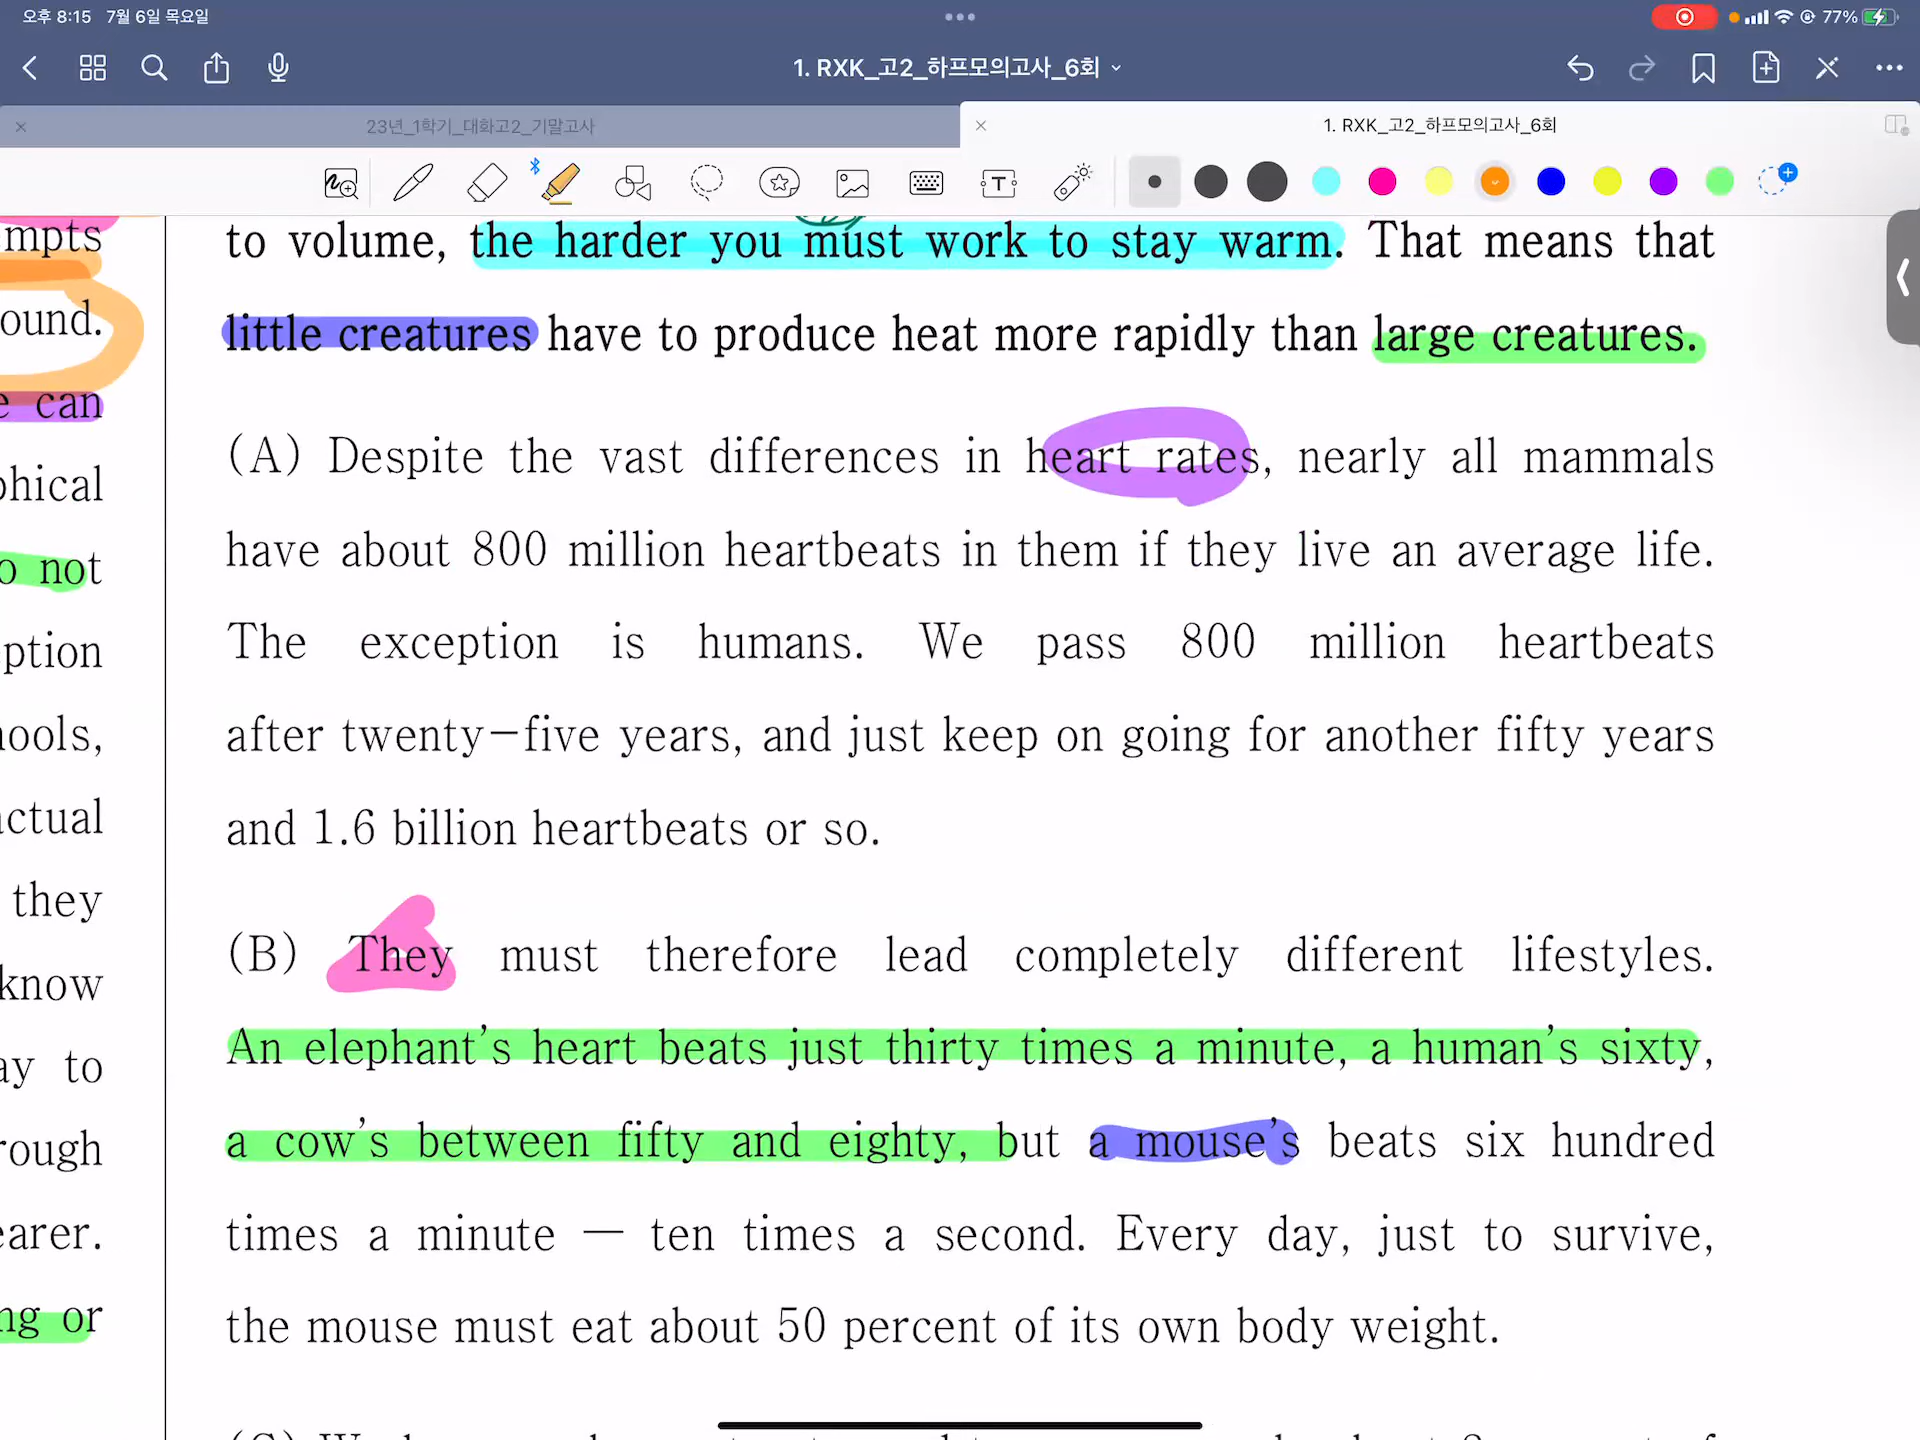 오후 8:15 7월 6일 목요일
77%
1. RXK_고2_하프모의고사_6회
23년_1학기_대화고2_기말고사
1. RXK_고2_하프모의고사_6회
mpts
ound.
e can
phical
o not
ption
hools,
actual
they
know
ay to
rough
earer.
ng or
to volume, the harder you must work to stay warm. That means that
little creatures have to produce heat more rapidly than large creatures.
(A) Despite the vast differences in heart rates, nearly all mammals
have about 800 million heartbeats in them if they live an average life.
The exception is humans. We pass 800 million heartbeats
after twenty-five years, and just keep on going for another fifty years
and 1.6 billion heartbeats or so.
(B) They must therefore lead completely different lifestyles.
An elephant's heart beats just thirty times a minute, a human's sixty,
a cow's between fifty and eighty, but a mouse's beats six hundred
times a minute — ten times a second. Every day, just to survive,
the mouse must eat about 50 percent of its own body weight.